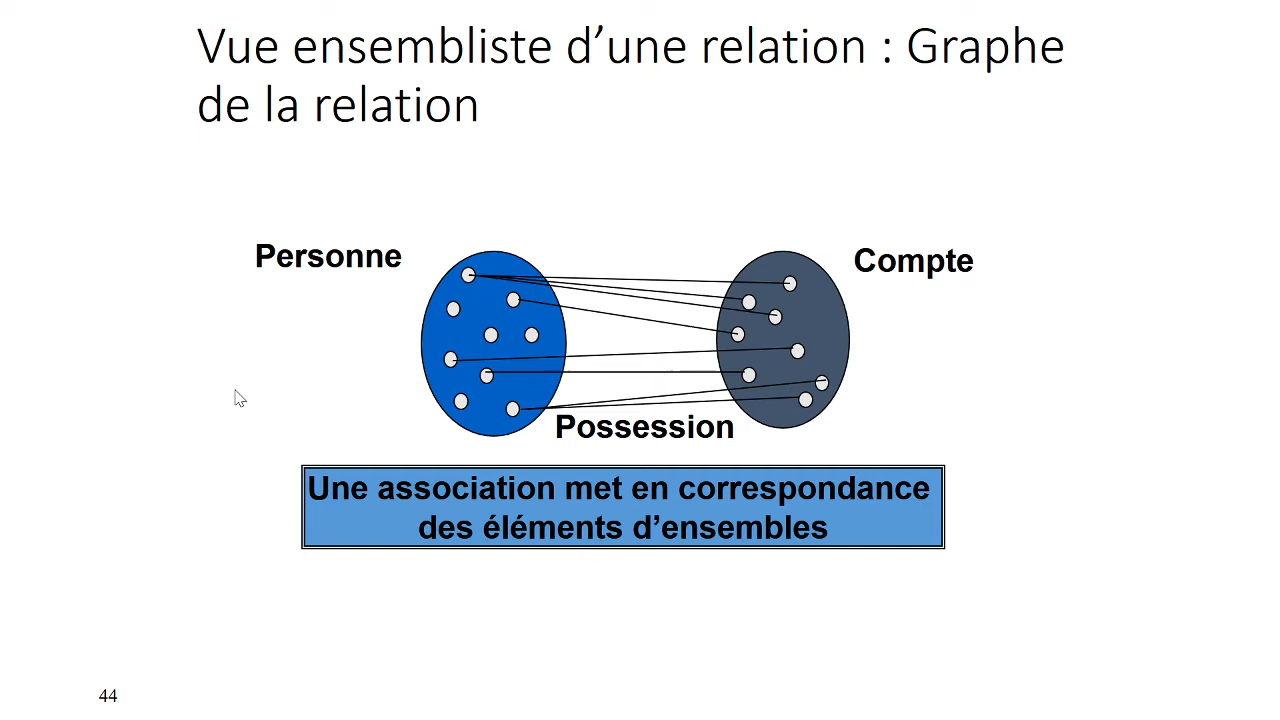 Vue ensembliste d’une relation : Graphe
de la relation
Personne
Compte
Possession
Une association met en correspondance
des éléments d’ensembles
44